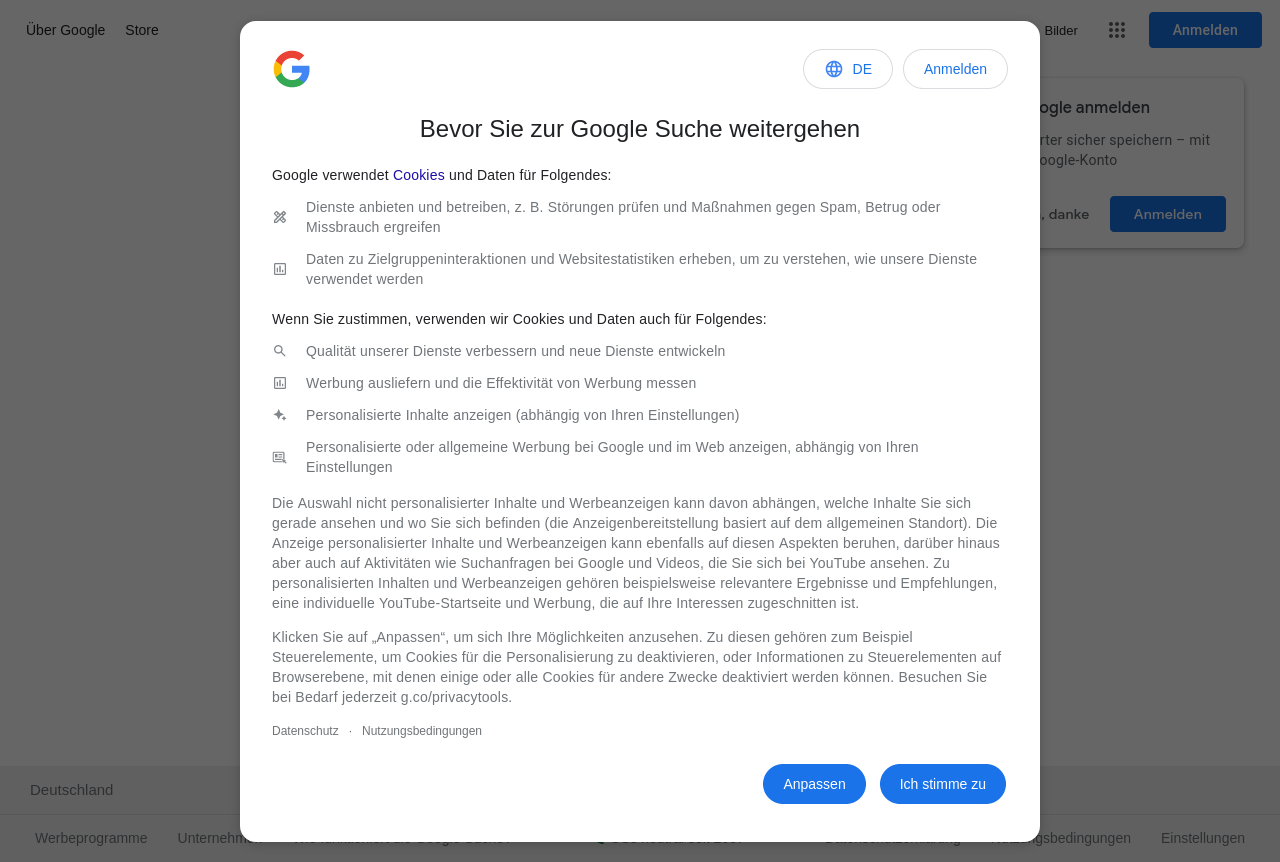 Über Google
Store
Bilder
Anmelden
DE
Anmelden
Bevor Sie zur Google Suche weitergehen
Google verwendet Cookies und Daten für Folgendes:
Dienste anbieten und betreiben, z. B. Störungen prüfen und Maßnahmen gegen Spam, Betrug oder
Missbrauch ergreifen
Daten zu Zielgruppeninteraktionen und Websitestatistiken erheben, um zu verstehen, wie unsere Dienste
verwendet werden
Wenn Sie zustimmen, verwenden wir Cookies und Daten auch für Folgendes:
Qualität unserer Dienste verbessern und neue Dienste entwickeln
Werbung ausliefern und die Effektivität von Werbung messen
Personalisierte Inhalte anzeigen (abhängig von Ihren Einstellungen)
Personalisierte oder allgemeine Werbung bei Google und im Web anzeigen, abhängig von Ihren
Einstellungen
Die Auswahl nicht personalisierter Inhalte und Werbeanzeigen kann davon abhängen, welche Inhalte Sie sich
gerade ansehen und wo Sie sich befinden (die Anzeigenbereitstellung basiert auf dem allgemeinen Standort). Die
Anzeige personalisierter Inhalte und Werbeanzeigen kann ebenfalls auf diesen Aspekten beruhen, darüber hinaus
aber auch auf Aktivitäten wie Suchanfragen bei Google und Videos, die Sie sich bei YouTube ansehen. Zu
personalisierten Inhalten und Werbeanzeigen gehören beispielsweise relevantere Ergebnisse und Empfehlungen,
eine individuelle YouTube-Startseite und Werbung, die auf Ihre Interessen zugeschnitten ist.
Klicken Sie auf „Anpassen“, um sich Ihre Möglichkeiten anzusehen. Zu diesen gehören zum Beispiel
Steuerelemente, um Cookies für die Personalisierung zu deaktivieren, oder Informationen zu Steuerelementen auf
Browserebene, mit denen einige oder alle Cookies für andere Zwecke deaktiviert werden können. Besuchen Sie
bei Bedarf jederzeit g.co/privacytools.
Datenschutz · Nutzungsbedingungen
Anpassen
Ich stimme zu
anmelden
sicher speichern – mit
danke
Anmelden
Deutschland
Werbeprogramme
Einstellungen